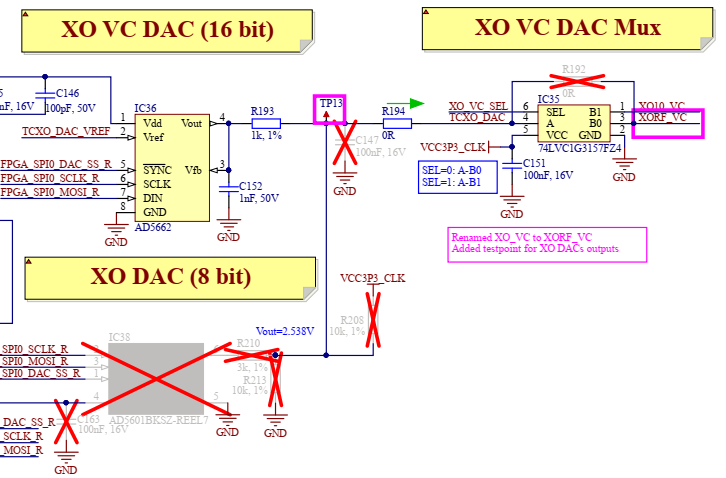 XO VC DAC (16 bit)
XO VC DAC Mux
C146
nF, 16V
100pF, 50V
TCXO_DAC_VREF
IC36
1 Vdd Vout 4
2 Vref
FPGA_SPI0_DAC_SS_R 5 SYNC Vfb 3
FPGA_SPI0_SCLK_R 6 SCLK
FPGA_SPI0_MOSI_R 7 DIN
8 GND
AD5662
GND
R193
1k, 1%
C152
1nF, 50V
GND
TP13
C147
100nF, 16V
GND
R194
0R
R192
0R
IC35
XO_VC_SEL 6 SEL B1 1 XO10_VC
TCXO_DAC 4 A B0 3 XORF_VC
5 VCC GND 2
VCC3P3_CLK
74LVC1G3157FZ4
GND
C151
100nF, 16V
GND
SEL=0: A-B0
SEL=1: A-B1
Renamed XO_VC to XORF_VC
Added testpoint for XO DACs outputs
XO DAC (8 bit)
VCC3P3_CLK
R208
10k, 1%
Vout=2.538V
IC38
SPI0_SCLK_R
SPI0_MOSI_R 3
SPI0_DAC_SS_R 1
4
5
AD5601BKSZ-REEL7
R210
3k, 1%
R213
10k, 1%
GND
GND
DAC_SS_R
SCLK_R
MOSI_R
C163
100nF, 16V
GND